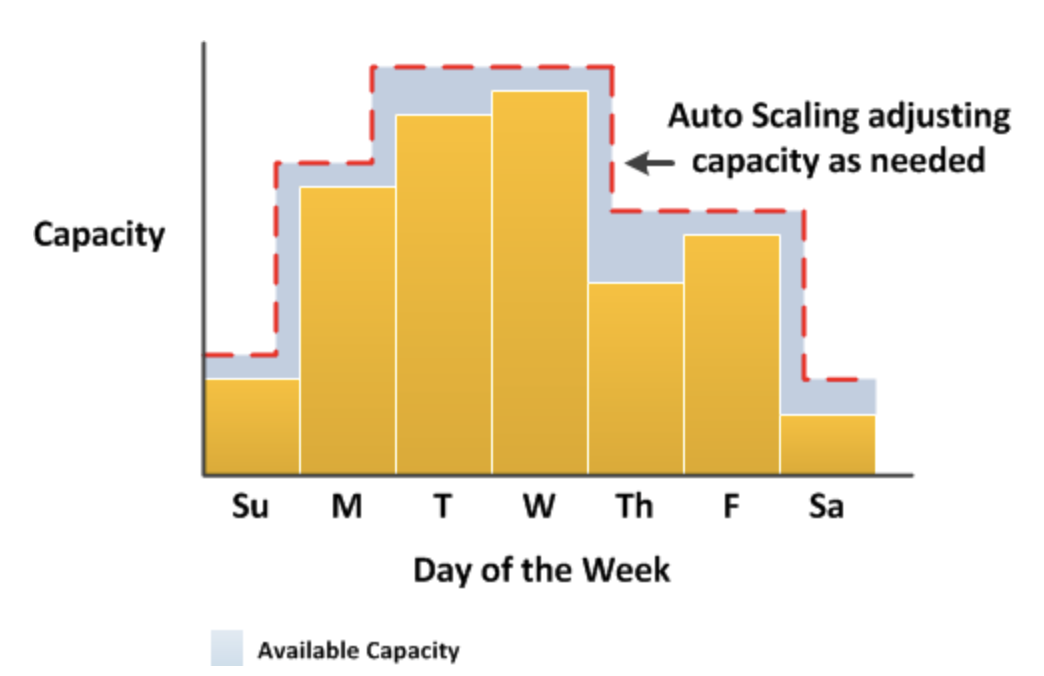 Auto Scaling adjusting
capacity as needed
Capacity
Su M T W Th F Sa
Day of the Week
Available Capacity